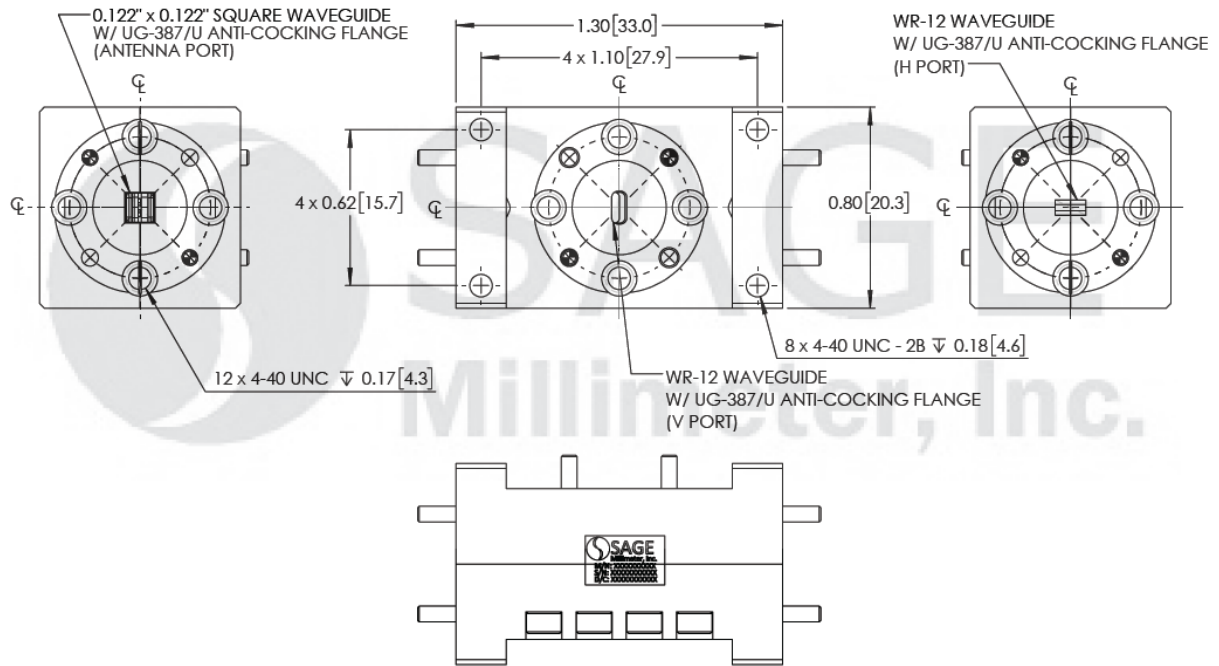 0.122" x 0.122" SQUARE WAVEGUIDE
W/ UG-387/U ANTI-COCKING FLANGE
(ANTENNA PORT)
1.30[33.0]
4 x 1.10[27.9]
WR-12 WAVEGUIDE
W/ UG-387/U ANTI-COCKING FLANGE
(H PORT)
℄
℄
℄
℄
4 x 0.62[15.7]
℄
0.80[20.3]
℄
12 x 4-40 UNC ↧ 0.17[4.3]
8 x 4-40 UNC - 2B ↧ 0.18[4.6]
WR-12 WAVEGUIDE
W/ UG-387/U ANTI-COCKING FLANGE
(V PORT)
SAGE
Millimeter, Inc.
SAGE
Millimeter, Inc.